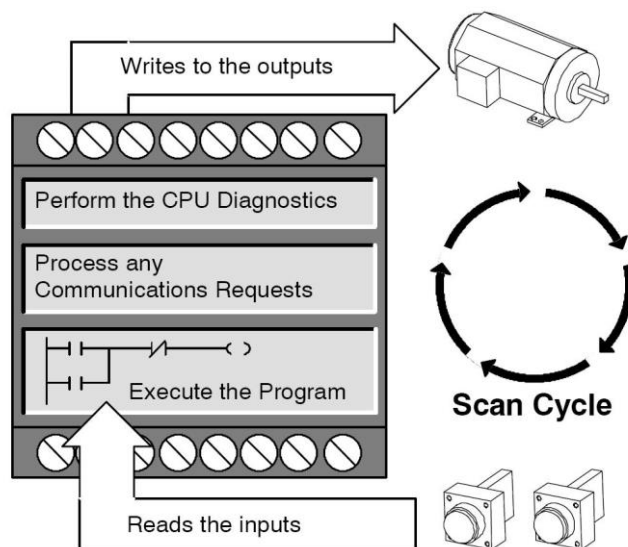 Writes to the outputs
Perform the CPU Diagnostics
Process any
Communications Requests
Execute the Program
Scan Cycle
Reads the inputs